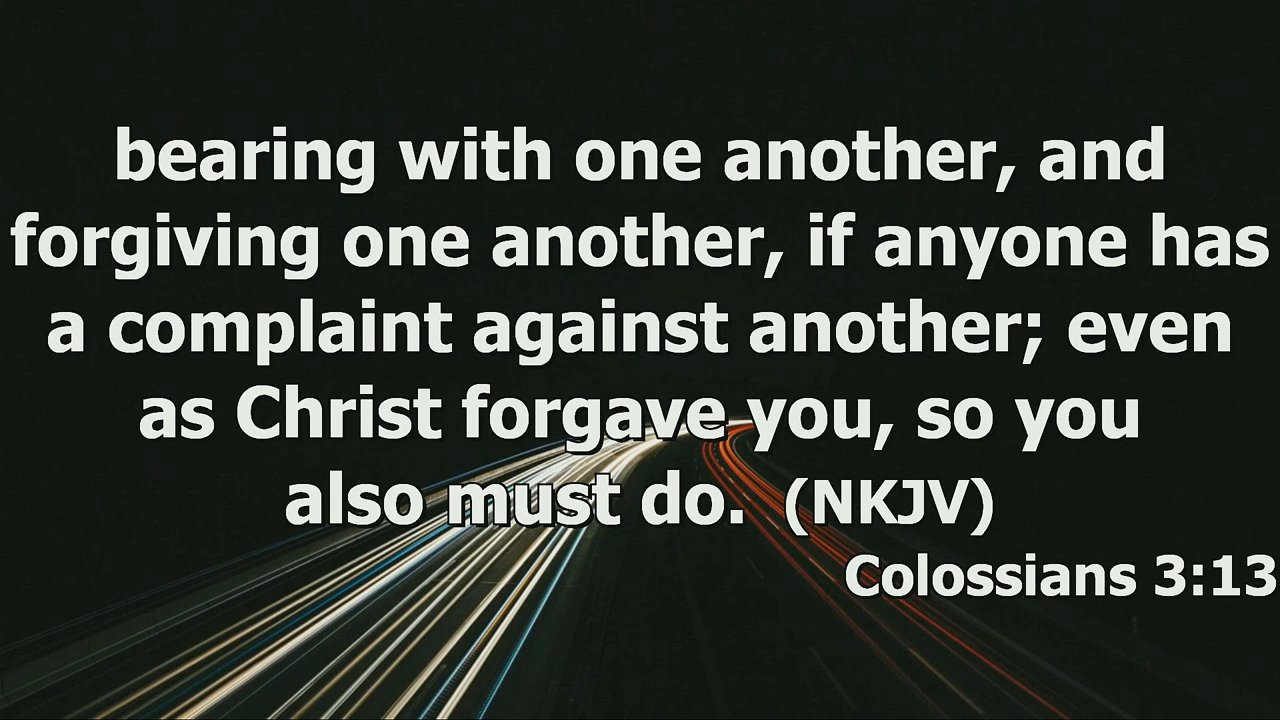 bearing with one another, and
forgiving one another, if anyone has
a complaint against another; even
as Christ forgave you, so you
also must do.  (NKJV)
Colossians 3:13